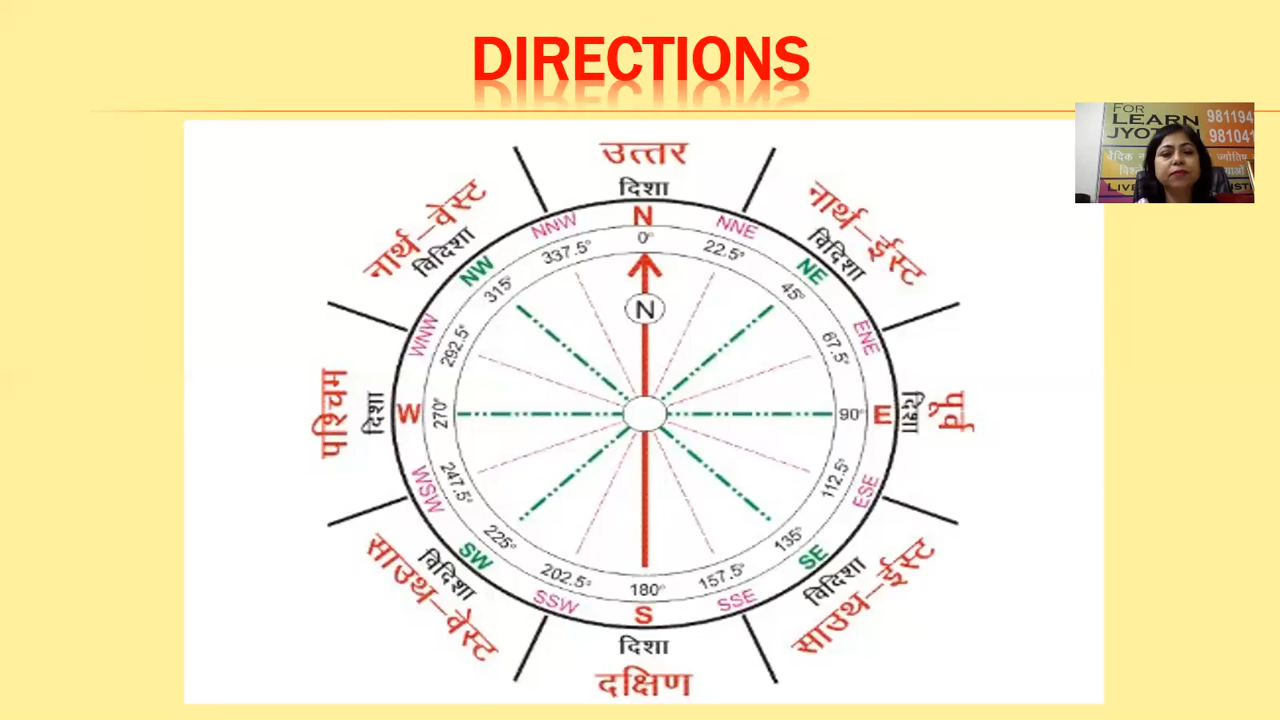 DIRECTIONS
FOR
LEARN
JYOT
981194
98104
वैदिक
ज्योतिष
LIVE
उत्तर
दिशा
N
0°
N
नार्थ–ईस्ट
विदिशा
NNE
22.5°
NE
45°
ENE
67.5°
पूर्व
दिशा
E
90°
ESE
112.5°
साउथ–ईस्ट
विदिशा
SE
135°
SSE
157.5°
S
180°
दिशा
दक्षिण
SSW
202.5°
साउथ–वेस्ट
विदिशा
SW
225°
WSW
247.5°
पश्चिम
दिशा
W
270°
WNW
292.5°
नार्थ–वेस्ट
विदिशा
NW
315°
NNW
337.5°